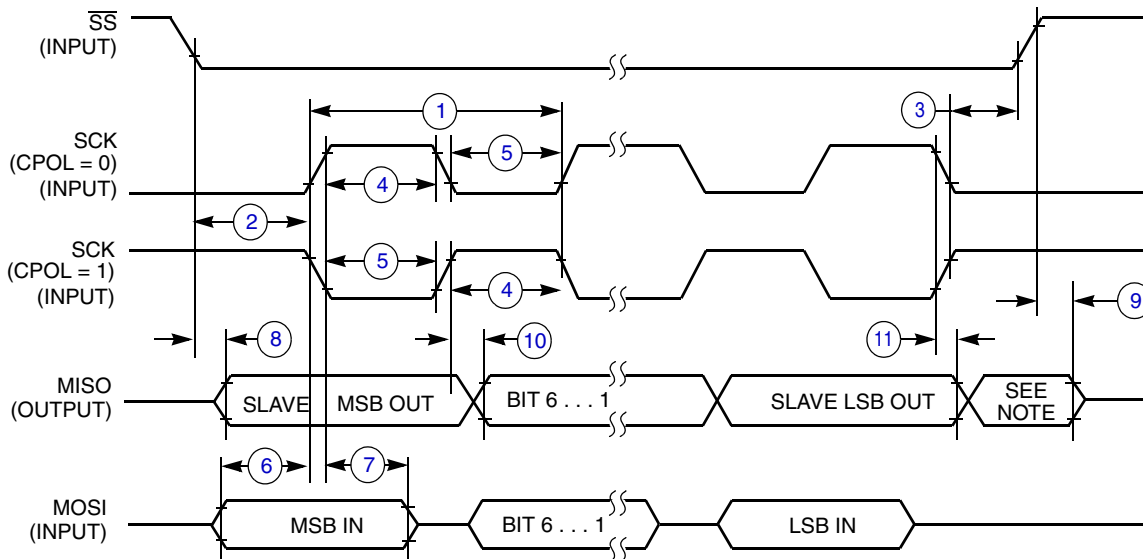 SS
(INPUT)
1
3
SCK
(CPOL = 0)
(INPUT)
5
4
2
SCK
(CPOL = 1)
(INPUT)
5
4
9
8
10
11
MISO
(OUTPUT)
SLAVE MSB OUT
BIT 6 . . . 1
SLAVE LSB OUT
SEE
NOTE
6
7
MOSI
(INPUT)
MSB IN
BIT 6 . . . 1
LSB IN